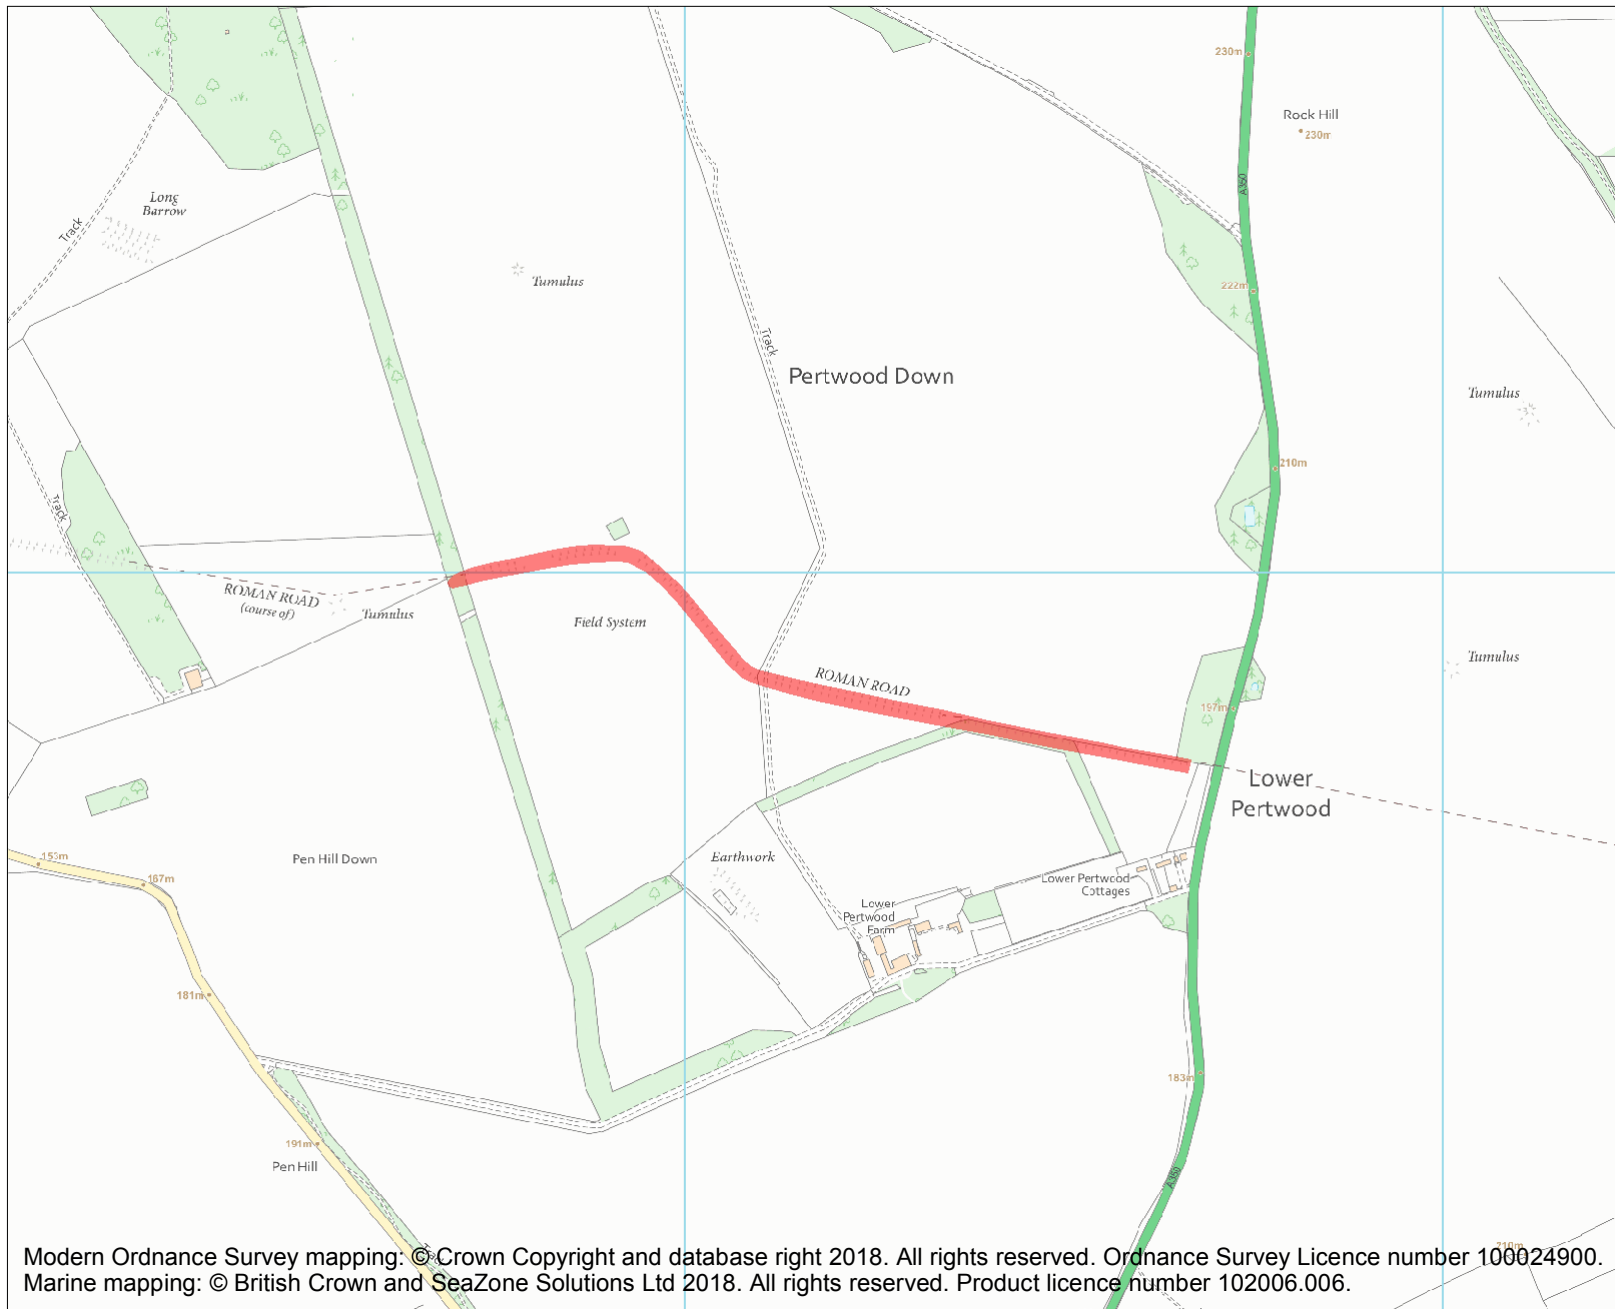 230m
Rock Hill
230m
A350
Long
Barrow
Track
Tumulus
222m
Track
Pertwood Down
Tumulus
210m
Track
ROMAN ROAD
(course of)
Tumulus
Field System
Tumulus
ROMAN ROAD
197m
Lower
Pertwood
153m
Pen Hill Down
Earthwork
187m
Lower Pertwood
Cottages
Lower
Pertwood
Farm
181m
183m
191m
Pen Hill
A350
210m
Track
Modern Ordnance Survey mapping: © Crown Copyright and database right 2018. All rights reserved. Ordnance Survey Licence number 100024900.
Marine mapping: © British Crown and SeaZone Solutions Ltd 2018. All rights reserved. Product licence number 102006.006.